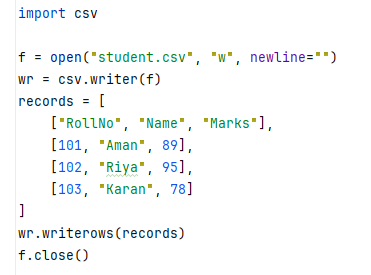 import csv

f = open("student.csv", "w", newline="")
wr = csv.writer(f)
records = [
    ["RollNo", "Name", "Marks"],
    [101, "Aman", 89],
    [102, "Riya", 95],
    [103, "Karan", 78]
]
wr.writerows(records)
f.close()